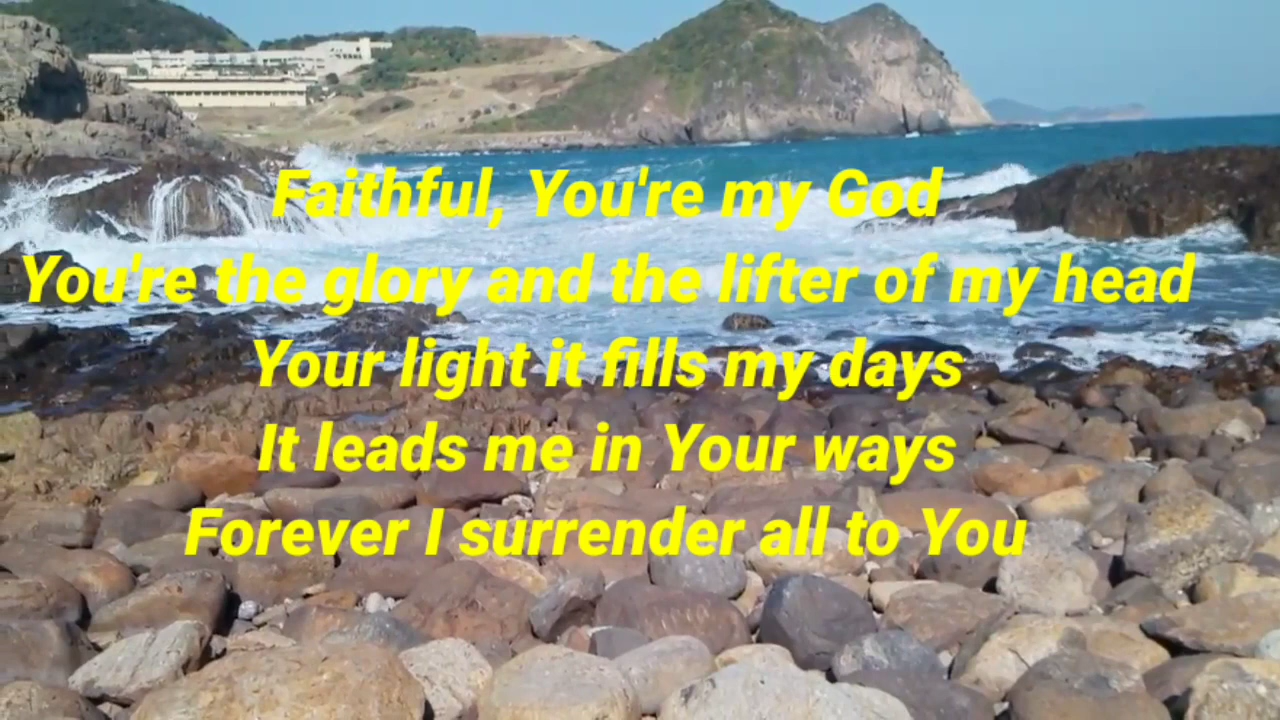 Faithful, You're my God
You're the glory and the lifter of my head
Your light it fills my days
It leads me in Your ways
Forever I surrender all to You